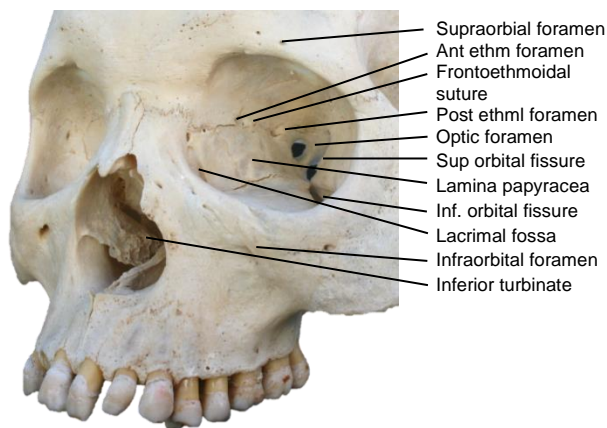 Supraorbial foramen
Ant ethm foramen
Frontoethmoidal
suture
Post ethml foramen
Optic foramen
Sup orbital fissure
Lamina papyracea
Inf. orbital fissure
Lacrimal fossa
Infraorbital foramen
Inferior turbinate